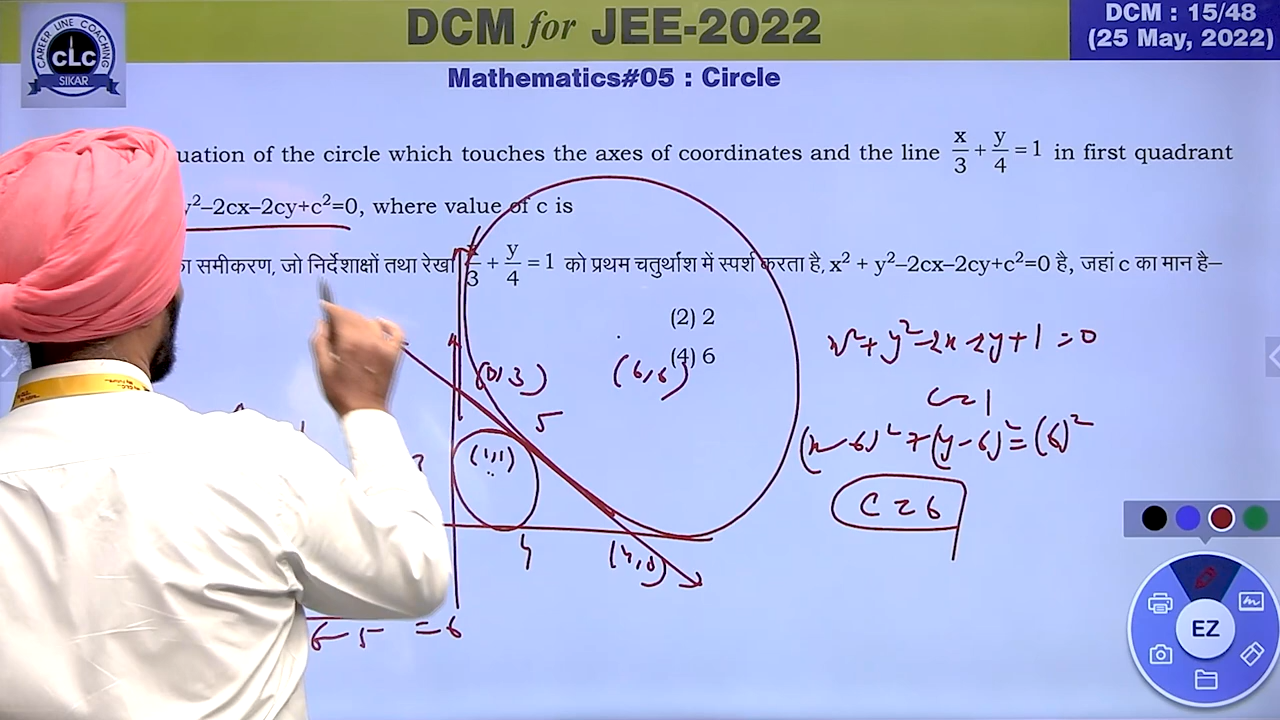 DCM for JEE-2022
DCM : 15/48
(25 May, 2022)
CAREER LINE COACHING
CLC
SIKAR
Mathematics#05 : Circle
uation of the circle which touches the axes of coordinates and the line x/3 + y/4 = 1 in first quadrant
y²–2cx–2cy+c²=0, where value of c is
का समीकरण, जो निर्देशाक्षों तथा रेखा x/3 + y/4 = 1 को प्रथम चतुर्थाश में स्पर्श करता है, x² + y²–2cx–2cy+c²=0 है, जहां c का मान है–
(2) 2
(4) 6
x²+y²-2x-2y+1=0
c=1
(x-6)²+(y-6)²=(6)²
C=6
(0,3)
(6,6)
5
(1,1)
4
(4,0)
6-5 =6
EZ